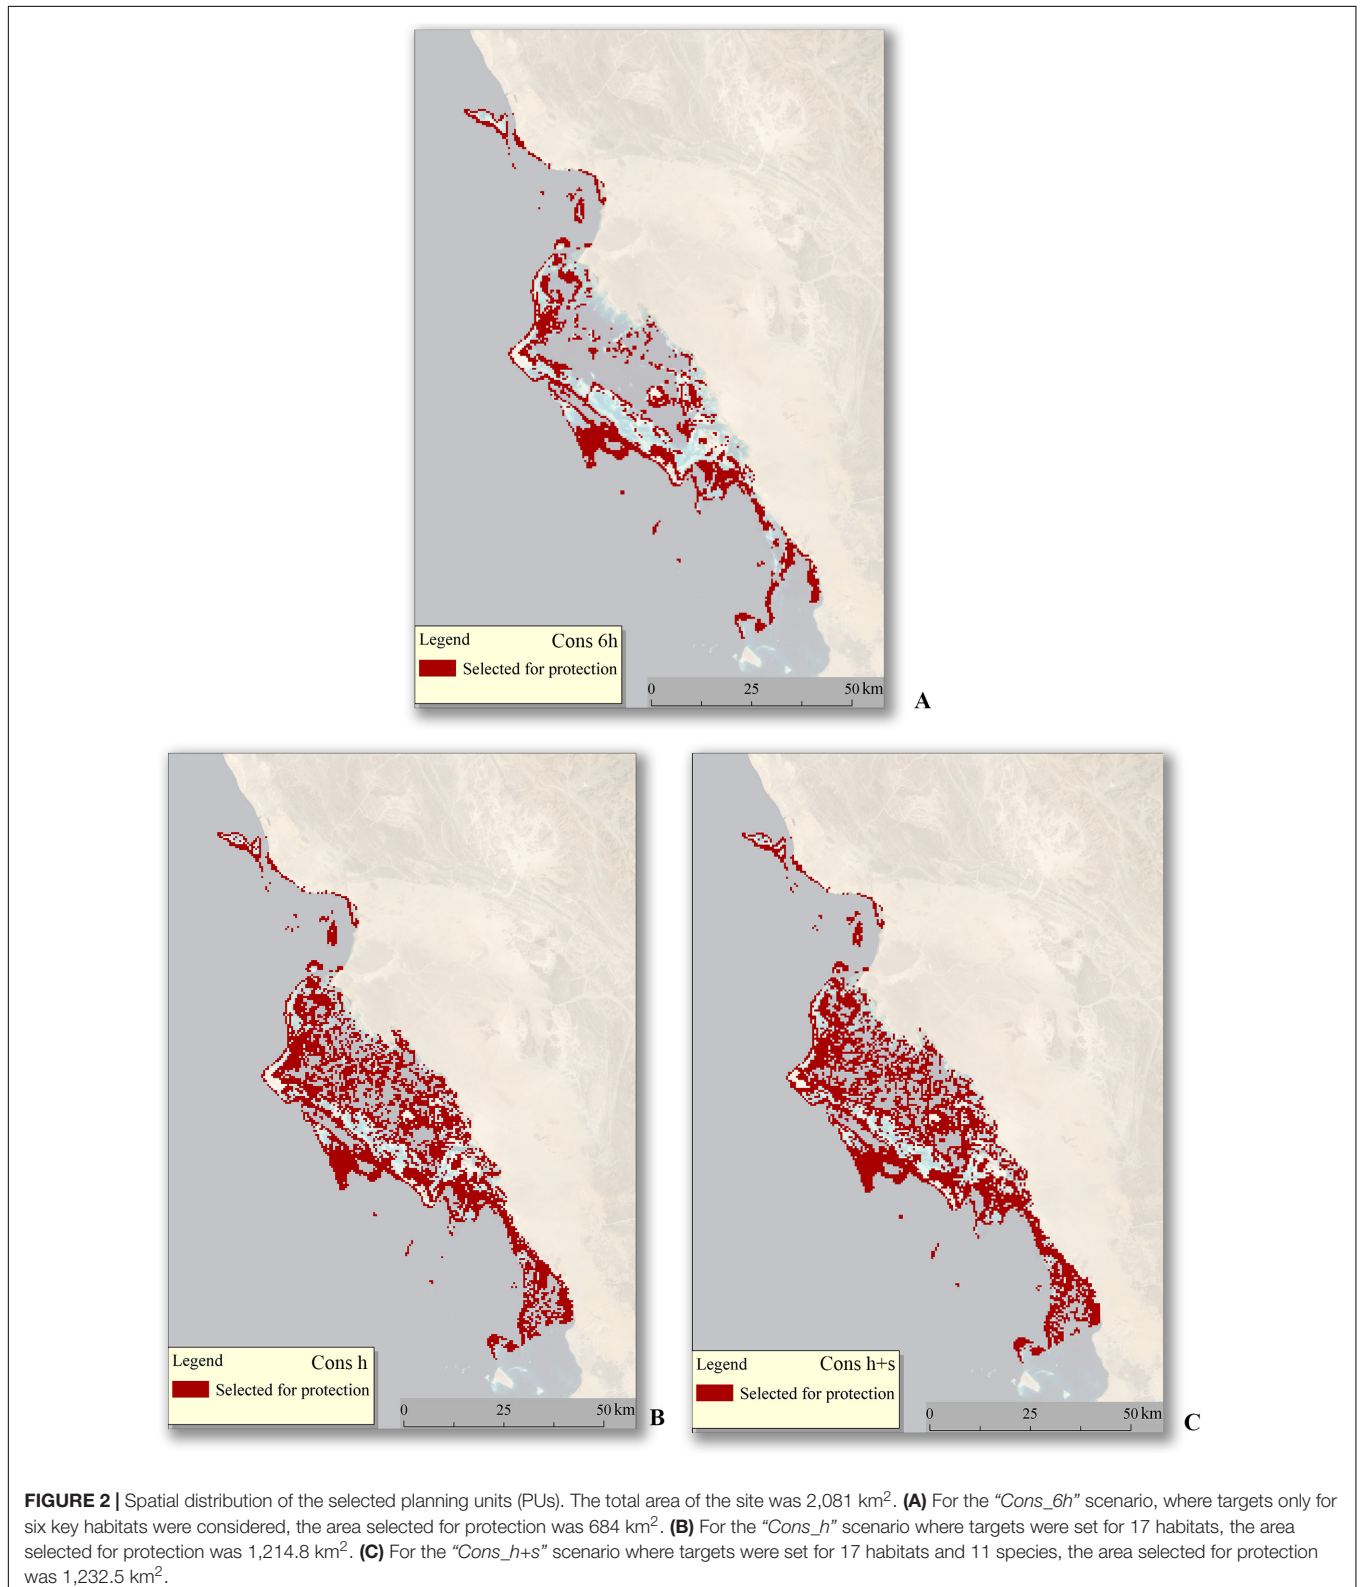 Legend Cons 6h
Selected for protection
0 25 50 km
A
Legend Cons h
Selected for protection
0 25 50 km
B
Legend Cons h+s
Selected for protection
0 25 50 km
C
FIGURE 2 | Spatial distribution of the selected planning units (PUs). The total area of the site was 2,081 km². (A) For the “Cons_6h” scenario, where targets only for
six key habitats were considered, the area selected for protection was 684 km². (B) For the “Cons_h” scenario where targets were set for 17 habitats, the area
selected for protection was 1,214.8 km². (C) For the “Cons_h+s” scenario where targets were set for 17 habitats and 11 species, the area selected for protection
was 1,232.5 km².